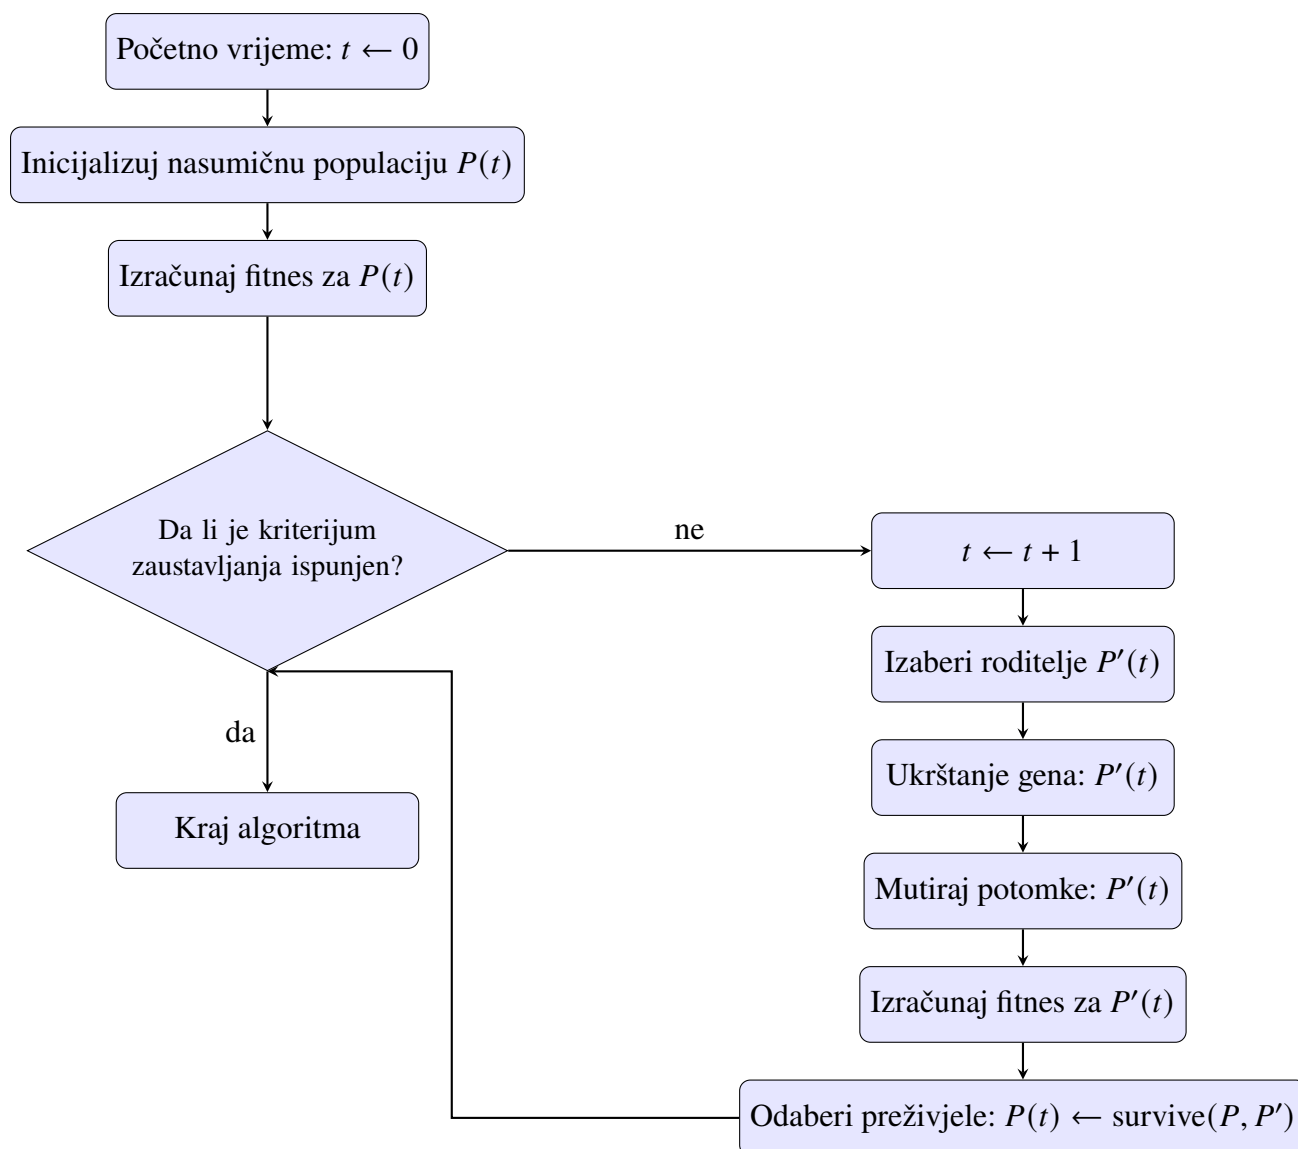 Početno vrijeme: t ← 0
Inicijalizuj nasumičnu populaciju P(t)
Izračunaj fitnes za P(t)
Da li je kriterijum
zaustavljanja ispunjen?
ne
t ← t + 1
Izaberi roditelje P′(t)
Ukrštanje gena: P′(t)
da
Kraj algoritma
Mutiraj potomke: P′(t)
Izračunaj fitnes za P′(t)
Odaberi preživjele: P(t) ← survive(P, P′)